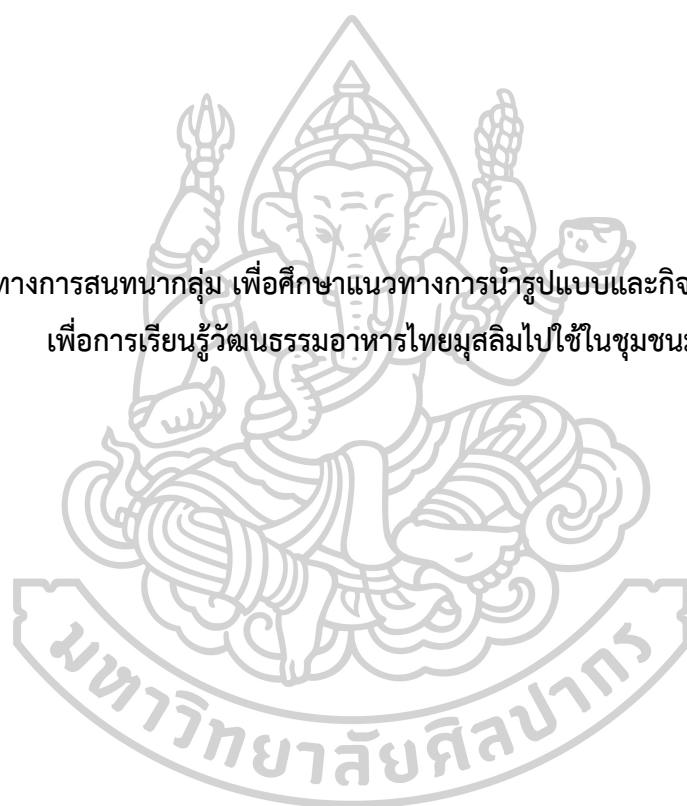 ทางการสนทนากลุ่ม เพื่อศึกษาแนวทางการนำรูปแบบและกิจ
เพื่อการเรียนรู้วัฒนธรรมอาหารไทยมุสลิมไปใช้ในชุมชน
มหาวิทยาลัยศิลปากร